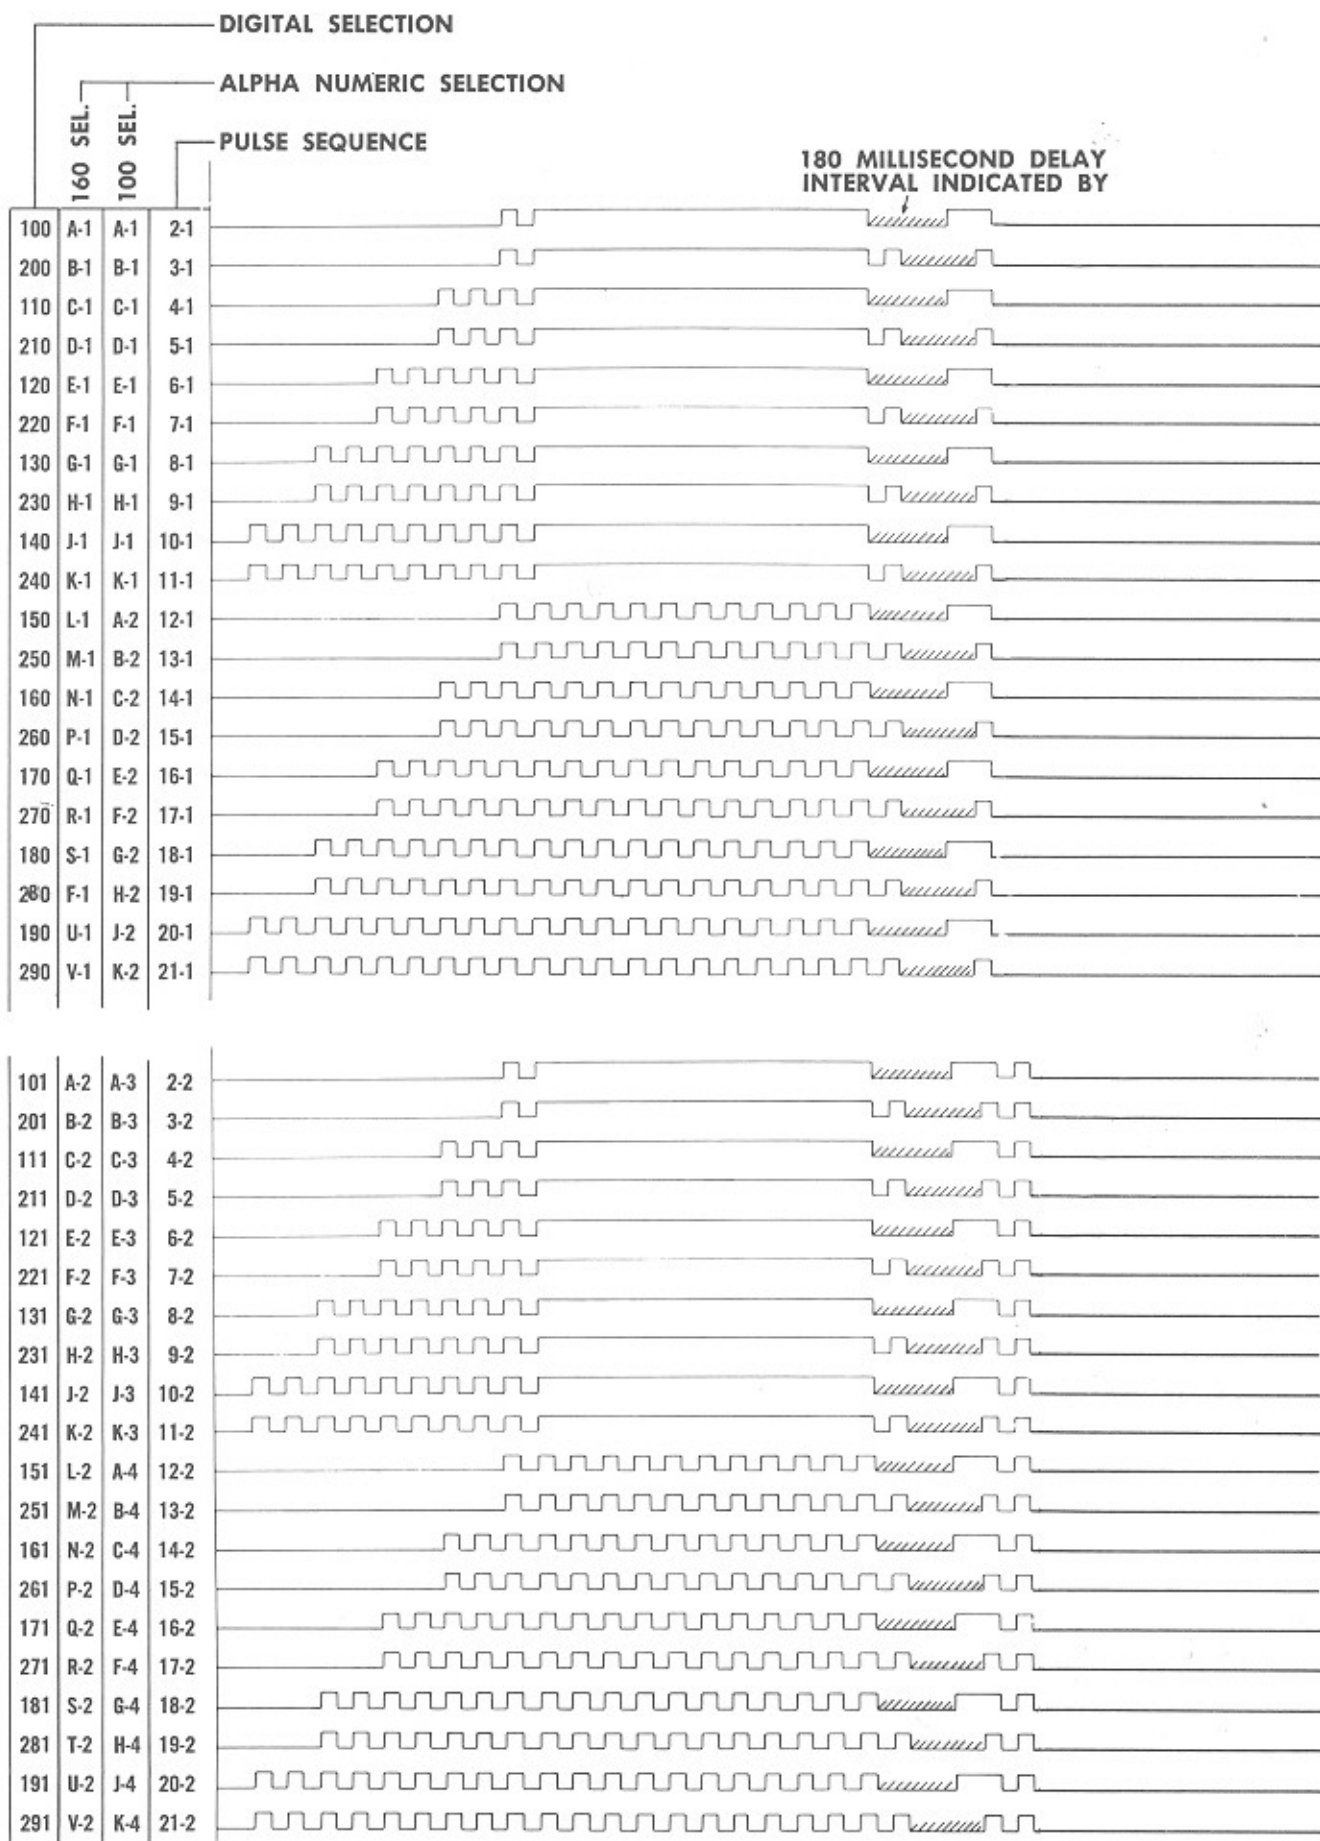 DIGITAL SELECTION
ALPHA NUMERIC SELECTION
160 SEL.
100 SEL.
PULSE SEQUENCE
180 MILLISECOND DELAY
INTERVAL INDICATED BY
100 A-1 A-1 2-1
200 B-1 B-1 3-1
110 C-1 C-1 4-1
210 D-1 D-1 5-1
120 E-1 E-1 6-1
220 F-1 F-1 7-1
130 G-1 G-1 8-1
230 H-1 H-1 9-1
140 J-1 J-1 10-1
240 K-1 K-1 11-1
150 L-1 A-2 12-1
250 M-1 B-2 13-1
160 N-1 C-2 14-1
260 P-1 D-2 15-1
170 Q-1 E-2 16-1
270 R-1 F-2 17-1
180 S-1 G-2 18-1
280 F-1 H-2 19-1
190 U-1 J-2 20-1
290 V-1 K-2 21-1
101 A-2 A-3 2-2
201 B-2 B-3 3-2
111 C-2 C-3 4-2
211 D-2 D-3 5-2
121 E-2 E-3 6-2
221 F-2 F-3 7-2
131 G-2 G-3 8-2
231 H-2 H-3 9-2
141 J-2 J-3 10-2
241 K-2 K-3 11-2
151 L-2 A-4 12-2
251 M-2 B-4 13-2
161 N-2 C-4 14-2
261 P-2 D-4 15-2
171 Q-2 E-4 16-2
271 R-2 F-4 17-2
181 S-2 G-4 18-2
281 T-2 H-4 19-2
191 U-2 J-4 20-2
291 V-2 K-4 21-2